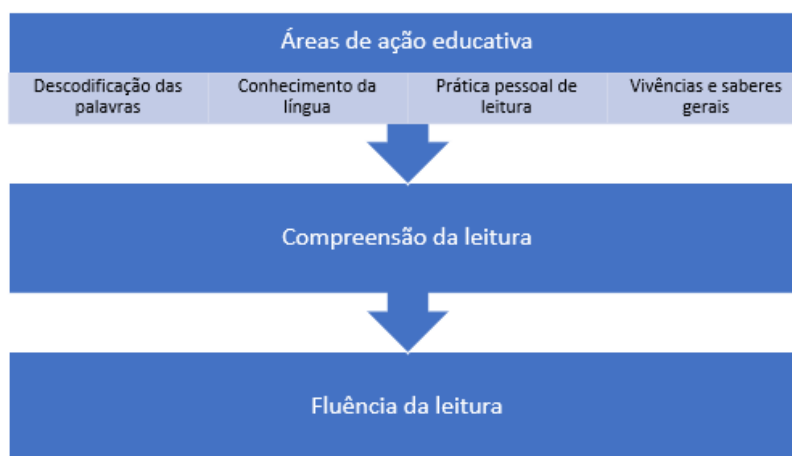 Áreas de ação educativa
Descodificação das palavras
Conhecimento da língua
Prática pessoal de leitura
Vivências e saberes gerais
Compreensão da leitura
Fluência da leitura